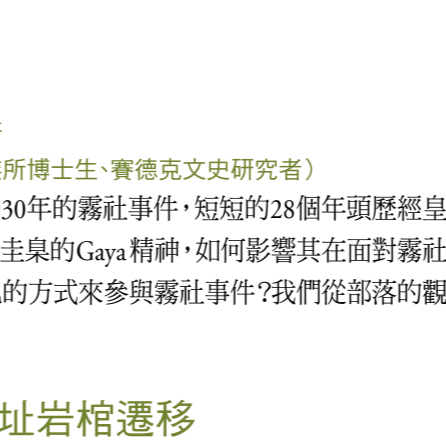 所博士生、賽德克文史研究者）
30年的霧社事件，短短的28個年頭歷經皇
圭臬的Gaya精神，如何影響其在面對霧社
的方式來參與霧社事件？我們從部落的觀
址岩棺遷移